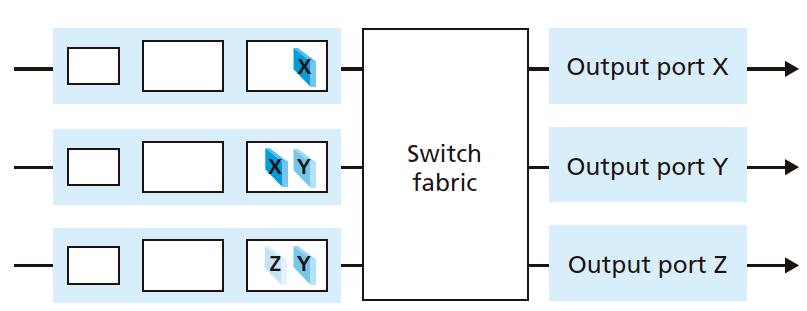 X
Output port X
Switch
fabric
X Y
Output port Y
Z Y
Output port Z